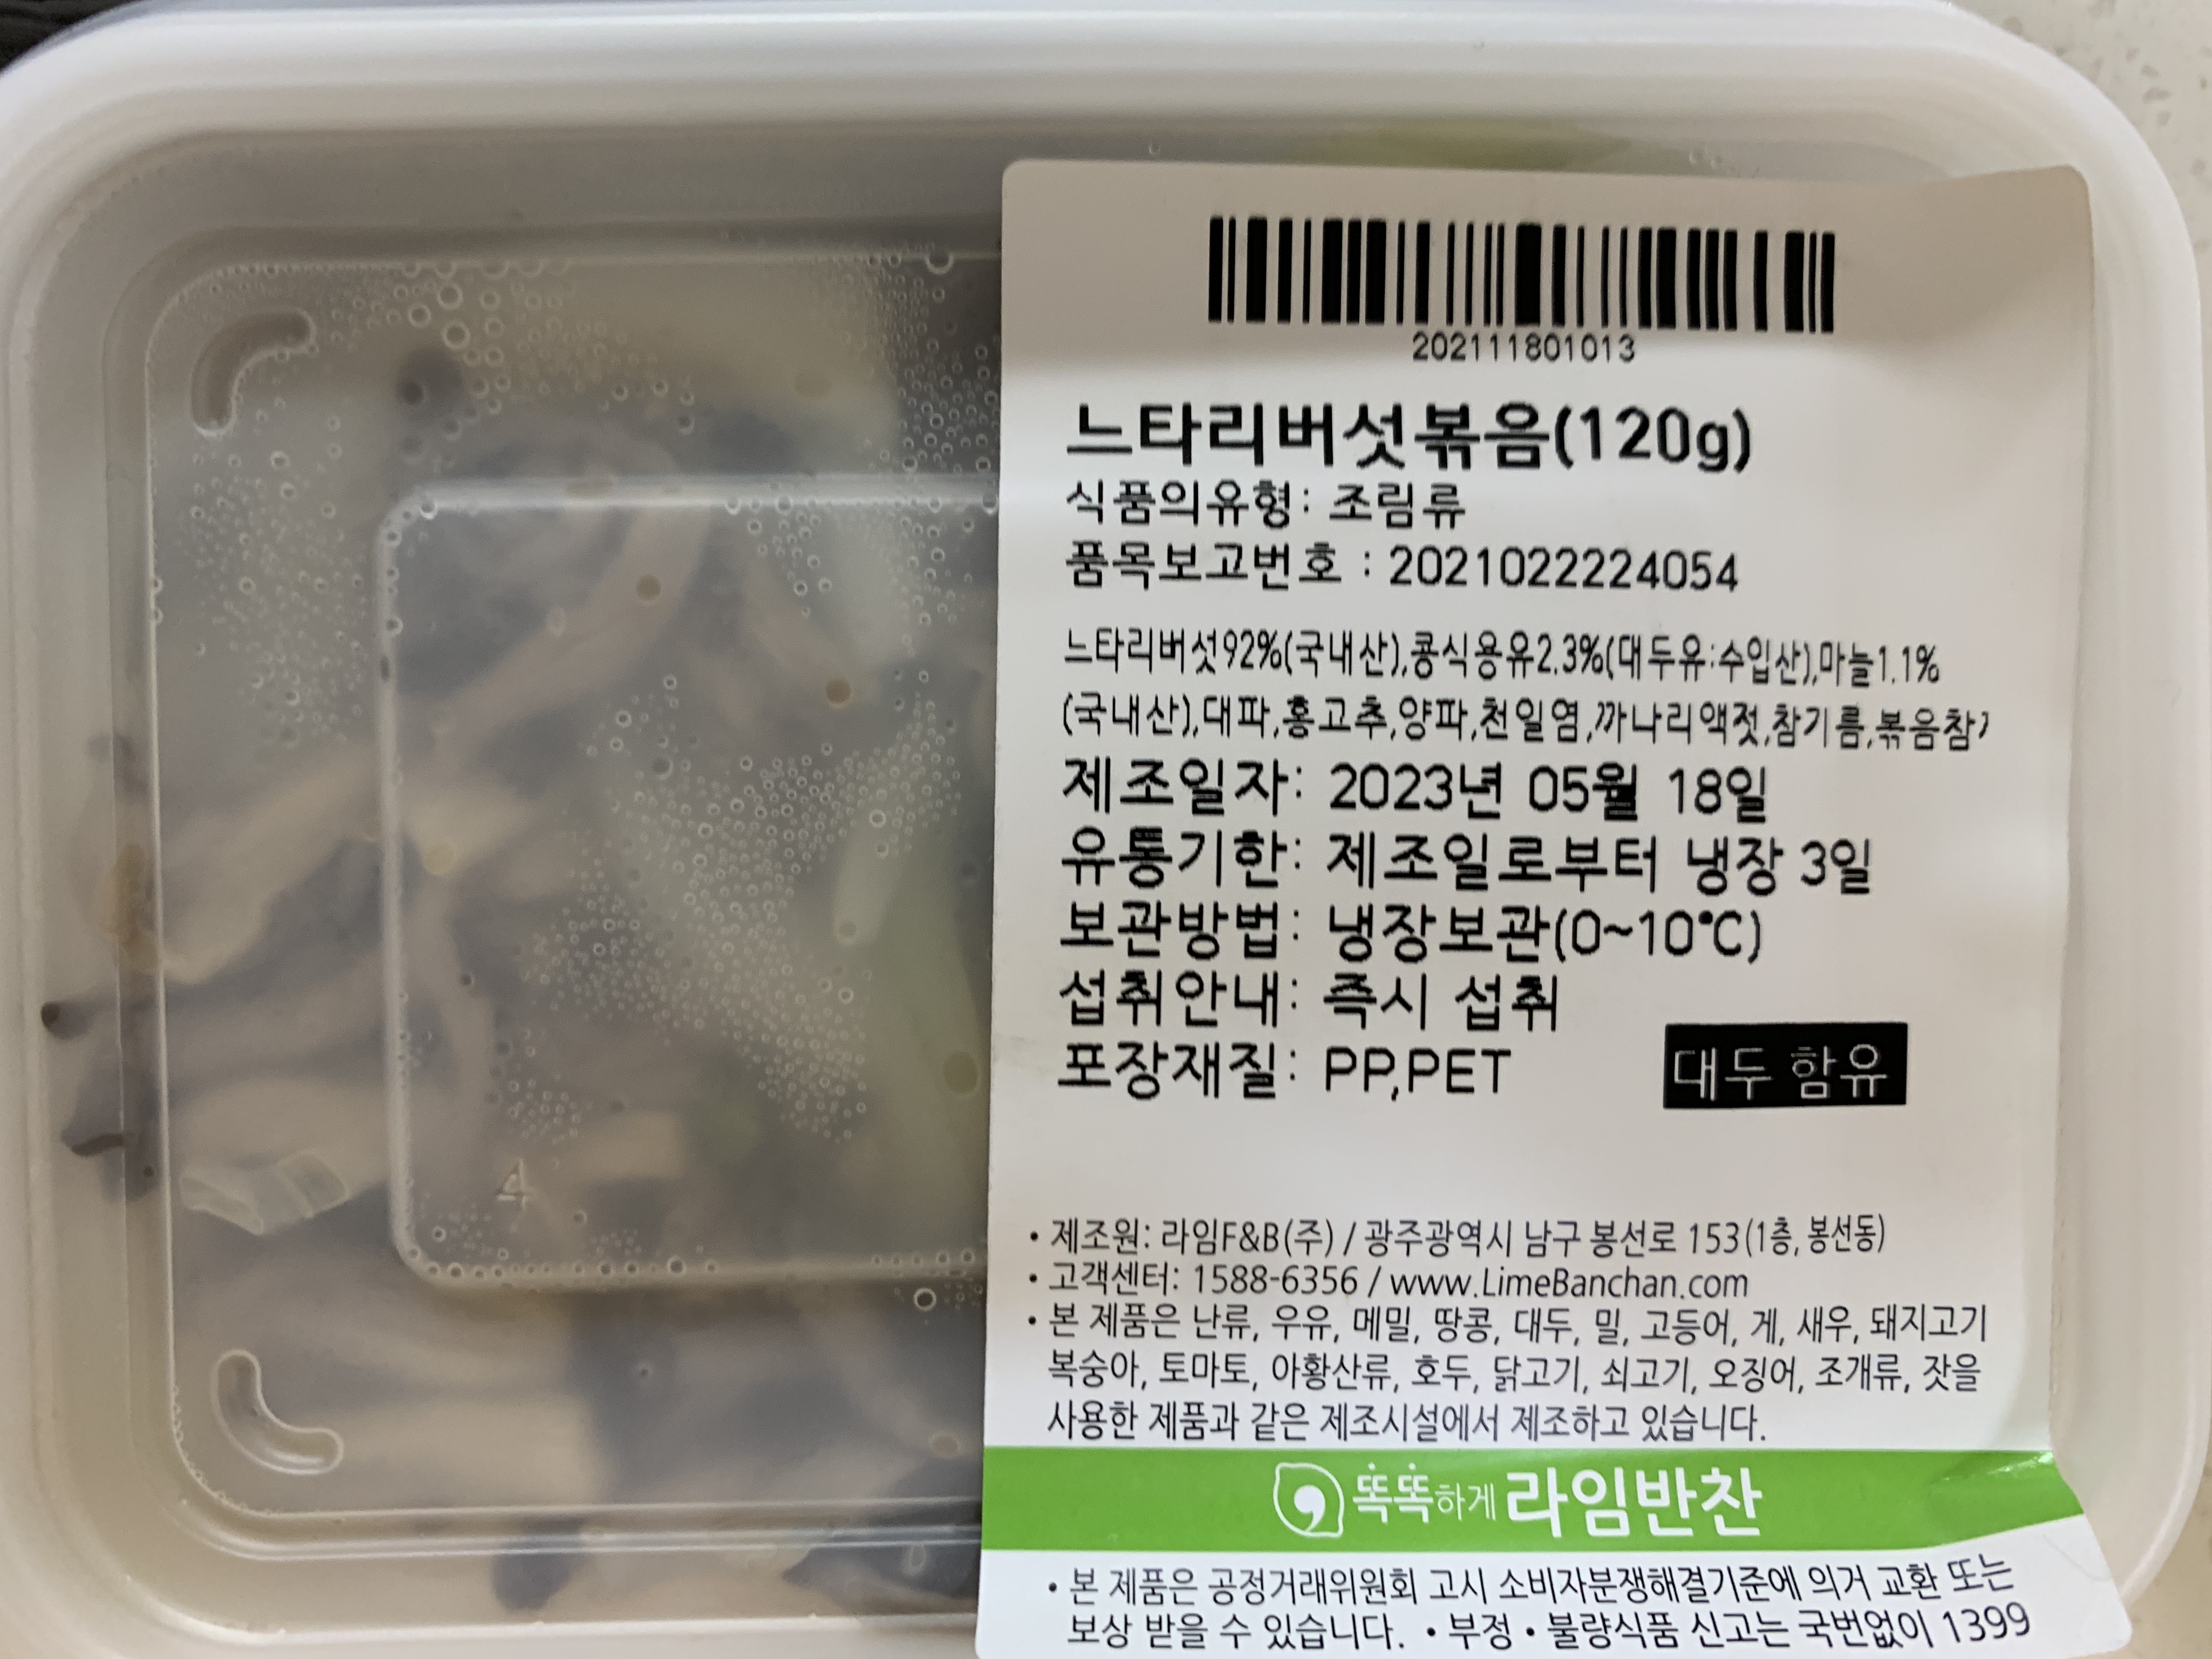 202111801013
느타리버섯볶음(120g)
식품의유형: 조림류
품목보고번호 : 2021022224054
느타리버섯92%(국내산),콩식용유2.3%(대두유:수입산),마늘1.1%
(국내산),대파,홍고추,양파,천일염,까나리액젓,참기름,볶음참
제조일자: 2023년 05월 18일
유통기한: 제조일로부터 냉장 3일
보관방법: 냉장보관(0~10℃)
섭취안내: 즉시 섭취
포장재질: PP,PET
대두 함유
4
• 제조원: 라임F&B(주) / 광주광역시 남구 봉선로 153(1층, 봉선동)
• 고객센터: 1588-6356 / www.LimeBanchan.com
• 본 제품은 난류, 우유, 메밀, 땅콩, 대두, 밀, 고등어, 게, 새우, 돼지고기
복숭아, 토마토, 아황산류, 호두, 닭고기, 쇠고기, 오징어, 조개류, 잣을
사용한 제품과 같은 제조시설에서 제조하고 있습니다.
똑똑하게 라임반찬
• 본 제품은 공정거래위원회 고시 소비자분쟁해결기준에 의거 교환 또는
보상 받을 수 있습니다. • 부정 • 불량식품 신고는 국번없이 1399